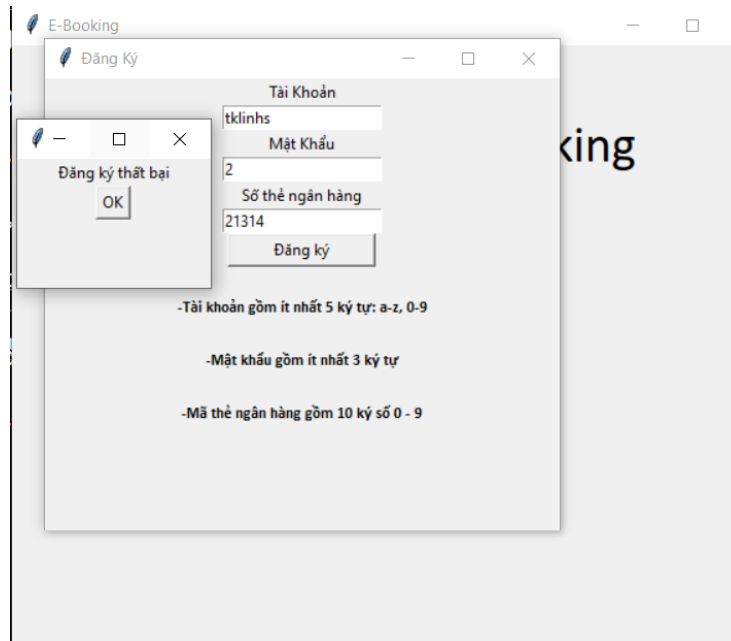 E-Booking
Đăng Ký
Tài Khoản
tklinhs
Mật Khẩu
2
Số thẻ ngân hàng
21314
Đăng ký
Đăng ký thất bại
OK
king
-Tài khoản gồm ít nhất 5 ký tự: a-z, 0-9
-Mật khẩu gồm ít nhất 3 ký tự
-Mã thẻ ngân hàng gồm 10 ký số 0 - 9